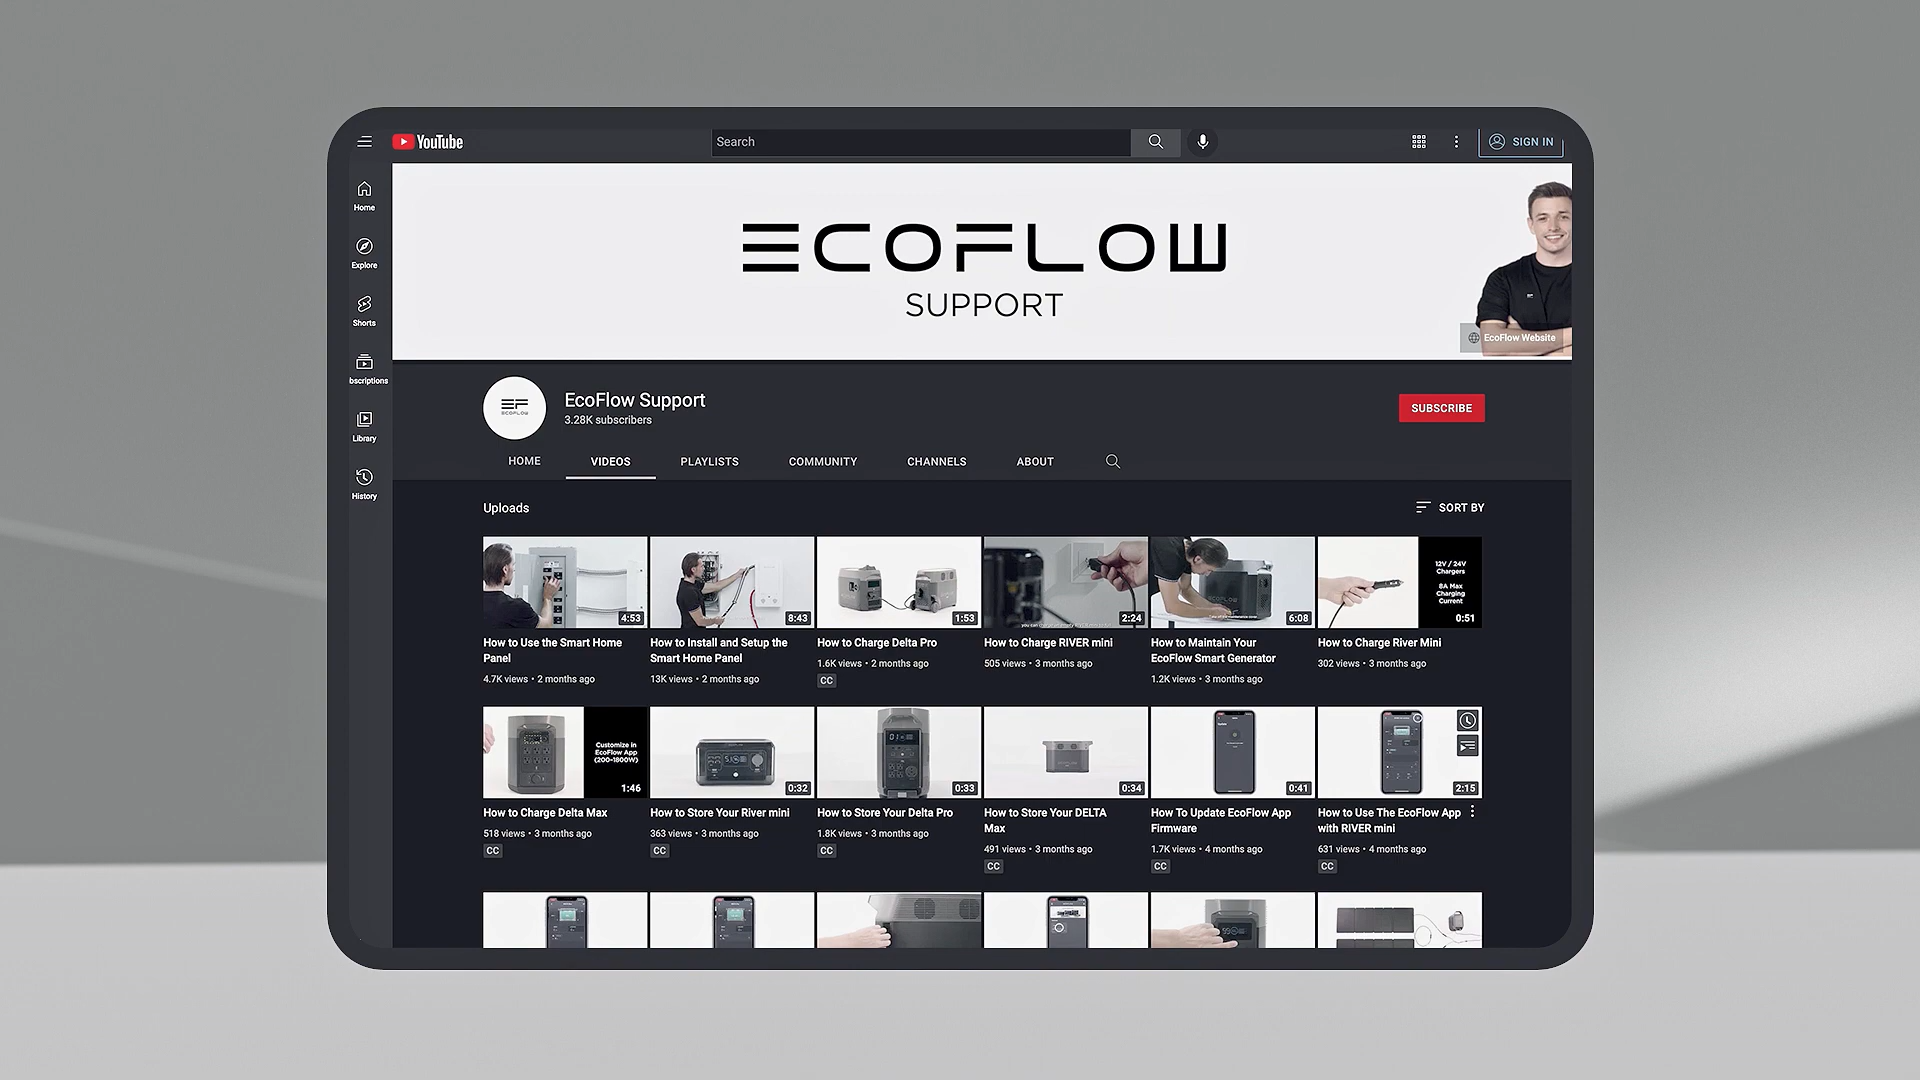 YouTube
Search
SIGN IN
Home
Explore
Shorts
bscriptions
Library
History
ECOFLOW
SUPPORT
EcoFlow Website
EF
ECOFLOW
EcoFlow Support
3.28K subscribers
SUBSCRIBE
HOME
VIDEOS
PLAYLISTS
COMMUNITY
CHANNELS
ABOUT
Uploads
SORT BY
4:53
How to Use the Smart Home
Panel
4.7K views • 2 months ago
8:43
How to Install and Setup the
Smart Home Panel
13K views • 2 months ago
1:53
How to Charge Delta Pro
1.6K views • 2 months ago
CC
2:24
How to Charge RIVER mini
505 views • 3 months ago
ECOFLOW
6:08
How to Maintain Your
EcoFlow Smart Generator
1.2K views • 3 months ago
12V / 24V
Chargers
8A Max
Charging
Current
0:51
How to Charge River Mini
302 views • 3 months ago
Customize in
EcoFlow App
(200-1800W)
1:46
How to Charge Delta Max
518 views • 3 months ago
CC
0:32
How to Store Your River mini
363 views • 3 months ago
CC
0:33
How to Store Your Delta Pro
1.8K views • 3 months ago
CC
0:34
How to Store Your DELTA
Max
491 views • 3 months ago
CC
0:41
How To Update EcoFlow App
Firmware
1.7K views • 4 months ago
CC
2:15
How to Use The EcoFlow App
with RIVER mini
631 views • 4 months ago
CC